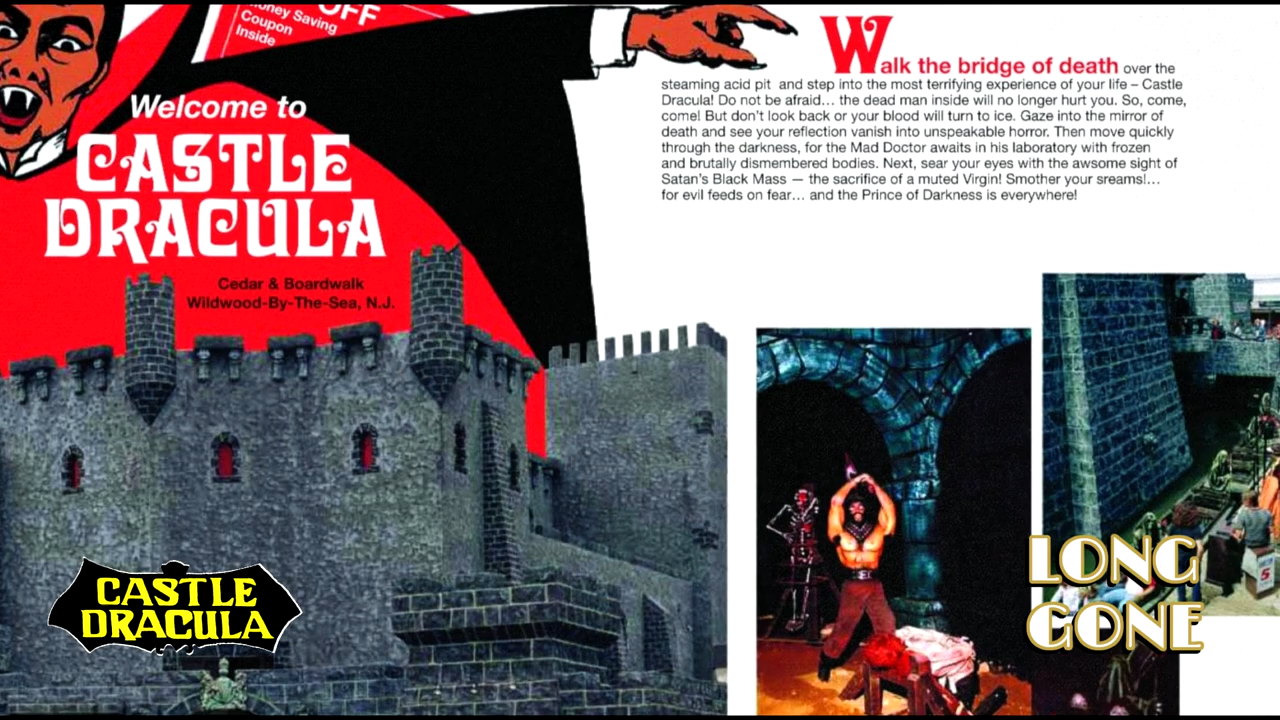 OFF
Money Saving
Coupon
Inside
Welcome to
CASTLE
DRACULA
Cedar & Boardwalk
Wildwood-By-The-Sea, N.J.
Walk the bridge of death over the
steaming acid pit and step into the most terrifying experience of your life – Castle
Dracula! Do not be afraid... the dead man inside will no longer hurt you. So, come,
come! But don't look back or your blood will turn to ice. Gaze into the mirror of
death and see your reflection vanish into unspeakable horror. Then move quickly
through the darkness, for the Mad Doctor awaits in his laboratory with frozen
and brutally dismembered bodies. Next, sear your eyes with the awsome sight of
Satan's Black Mass — the sacrifice of a muted Virgin! Smother your sreams!...
for evil feeds on fear... and the Prince of Darkness is everywhere!
CASTLE
DRACULA
5
LONG
GONE